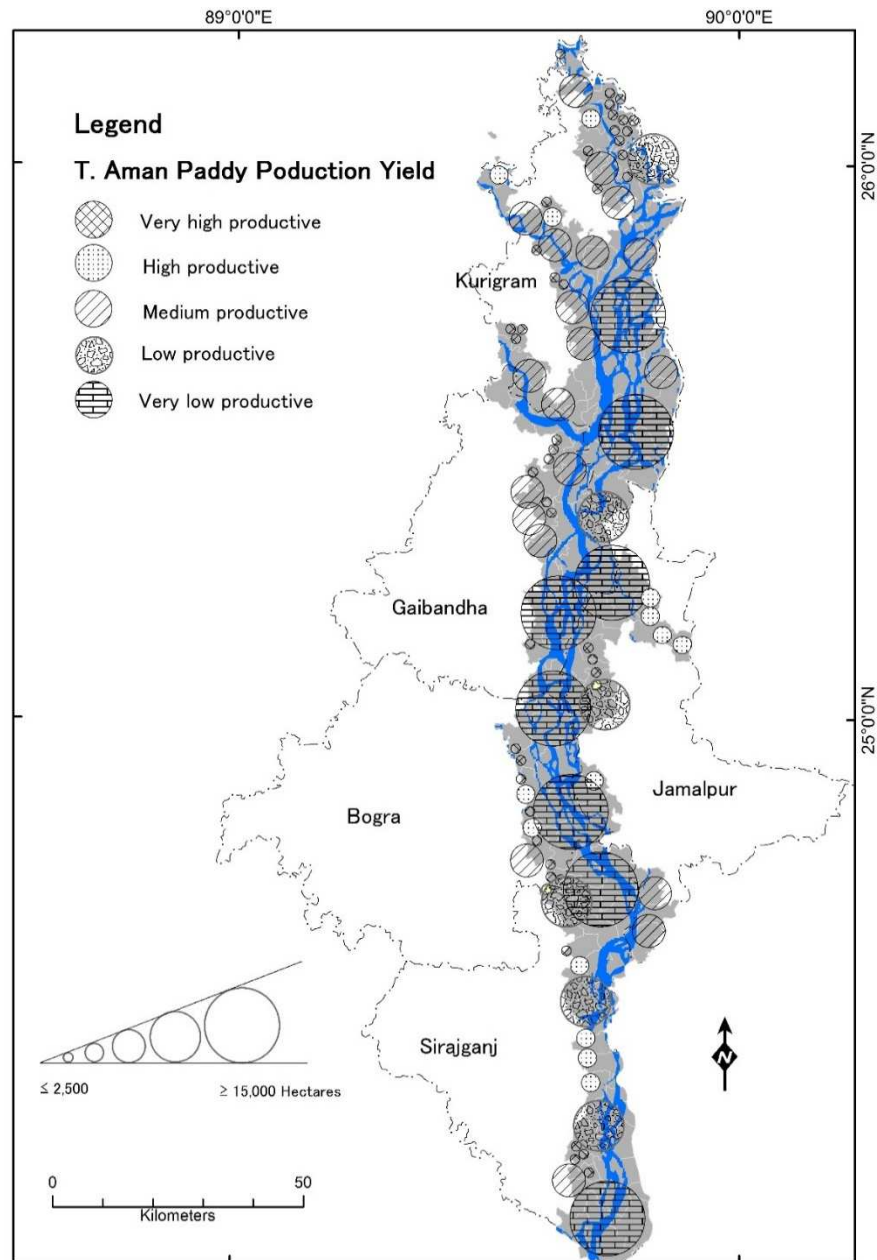 89°0'0"E
90°0'0"E
Legend
T. Aman Paddy Poduction Yield
Very high productive
High productive
Medium productive
Low productive
Very low productive
26°0'0"N
Kurigram
Gaibandha
25°0'0"N
Jamalpur
Bogra
Sirajganj
N
≤ 2,500
≥ 15,000 Hectares
0
50
Kilometers